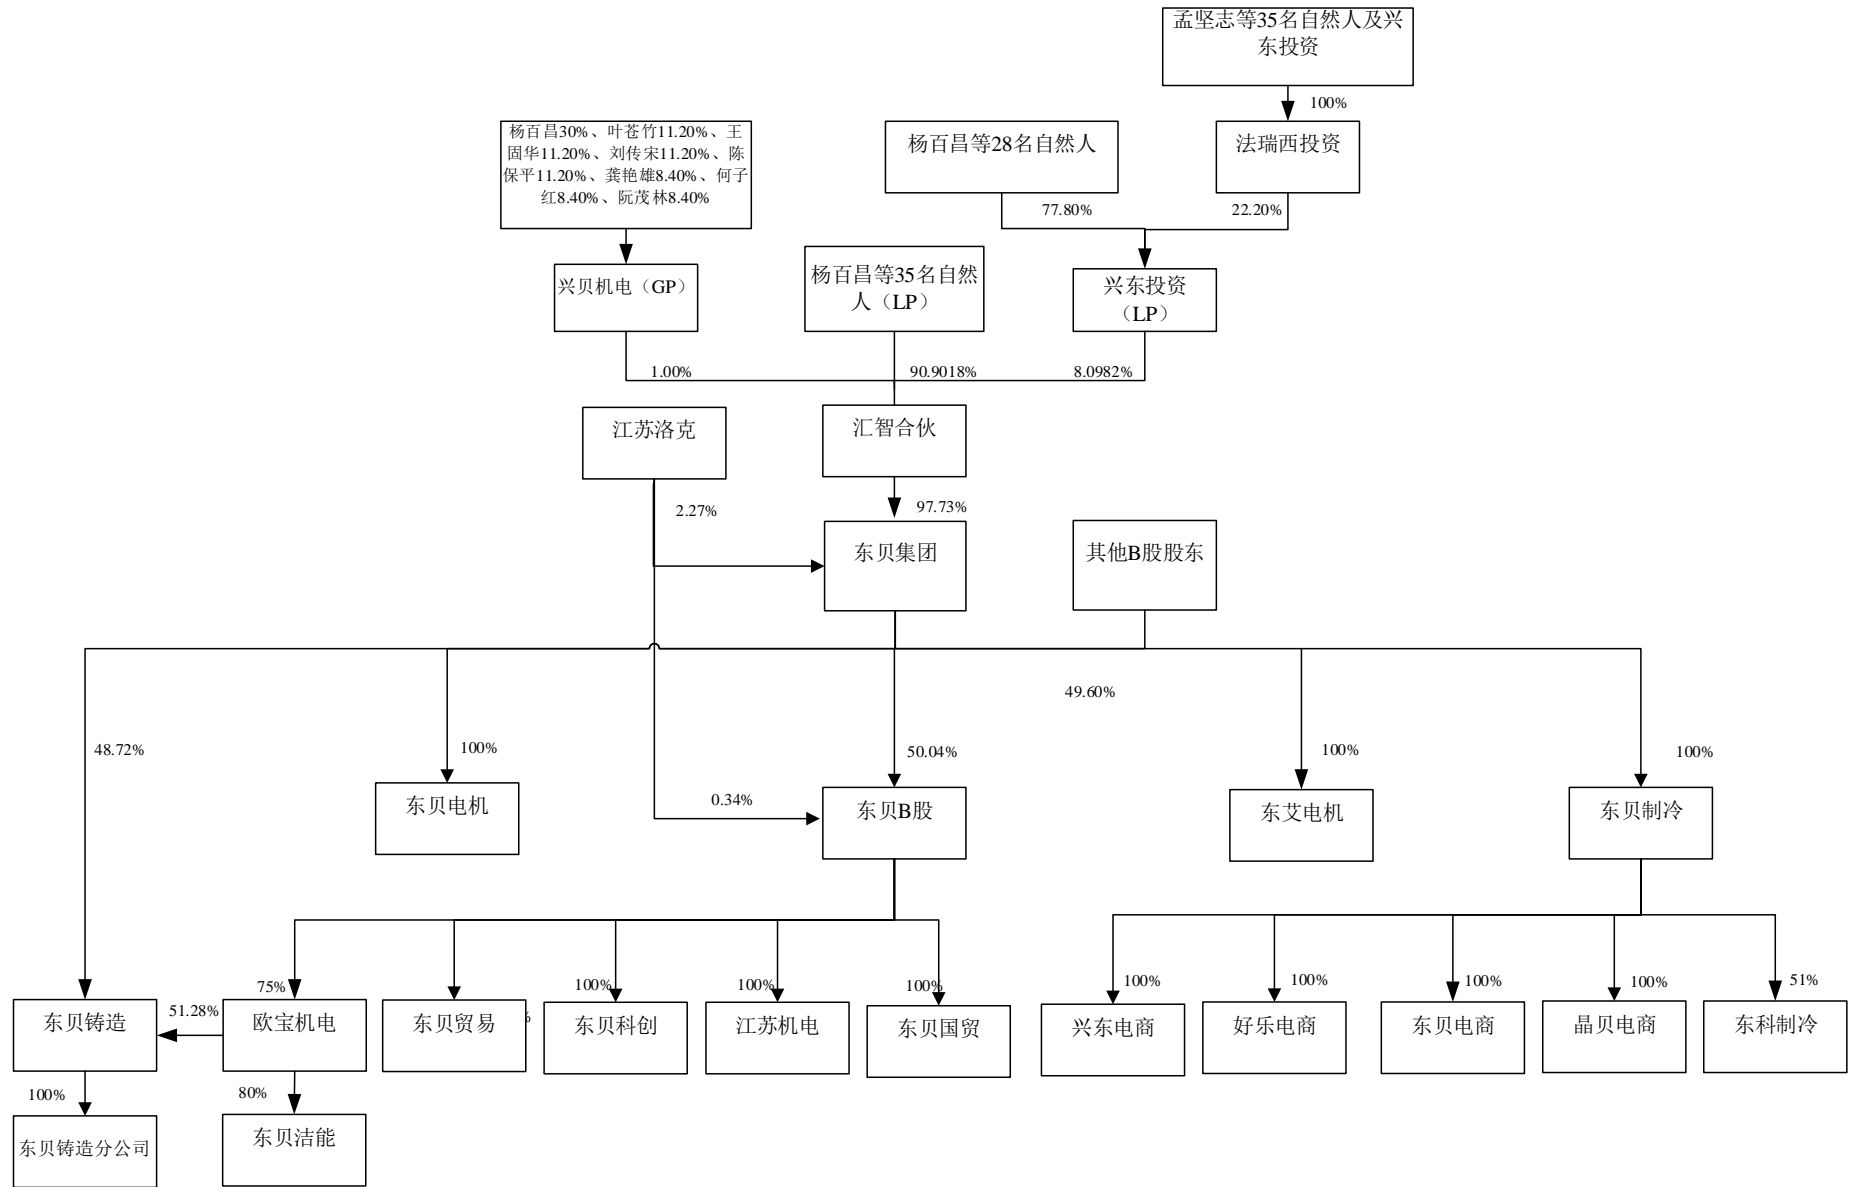 孟坚志等35名自然人及兴
东投资
100%
杨百昌30%、叶苍竹11.20%、王
固华11.20%、刘传宋11.20%、陈
保平11.20%、龚艳雄8.40%、何子
红8.40%、阮茂林8.40%
杨百昌等28名自然人
法瑞西投资
77.80%
22.20%
兴贝机电（GP）
杨百昌等35名自然
人（LP）
兴东投资
（LP）
1.00%
90.9018%
8.0982%
江苏洛克
汇智合伙
2.27%
97.73%
东贝集团
其他B股股东
49.60%
48.72%
100%
50.04%
100%
100%
东贝电机
0.34%
东贝B股
东艾电机
东贝制冷
51.28%
75%
100%
100%
100%
100%
100%
100%
100%
51%
东贝铸造
欧宝机电
东贝贸易
%
东贝科创
江苏机电
东贝国贸
兴东电商
好乐电商
东贝电商
晶贝电商
东科制冷
100%
80%
东贝铸造分公司
东贝洁能